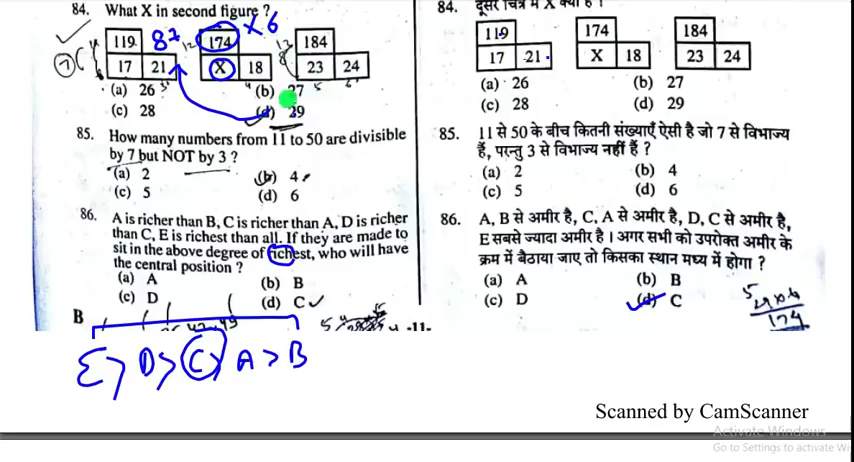 84. What X in second figure ?
119 174 184
17 21 X 18 23 24
(a) 26 (b) 27
(c) 28 (d) 29
85. How many numbers from 11 to 50 are divisible
by 7 but NOT by 3 ?
(a) 2 (b) 4
(c) 5 (d) 6
86. A is richer than B, C is richer than A, D is richer
than C, E is richest than all. If they are made to
sit in the above degree of richest, who will have
the central position ?
(a) A (b) B
(c) D (d) C
B
-11-
E > D > C > A > B
87
x 6
84. दूसरे चित्र में X क्या है !
119 174 184
17 21 X 18 23 24
(a) 26 (b) 27
(c) 28 (d) 29
85. 11 से 50 के बीच कितनी संख्याएँ ऐसी है जो 7 से विभाज्य
हैं, परन्तु 3 से विभाज्य नहीं हैं ?
(a) 2 (b) 4
(c) 5 (d) 6
86. A, B से अमीर है, C, A से अमीर है, D, C से अमीर है,
E सबसे ज्यादा अमीर है । अगर सभी को उपरोक्त अमीर के
क्रम में बैठाया जाए तो किसका स्थान मध्य में होगा ?
(a) A (b) B
(c) D (d) C
174
Scanned by CamScanner
Activate Windows
Go to Settings to activate Wi